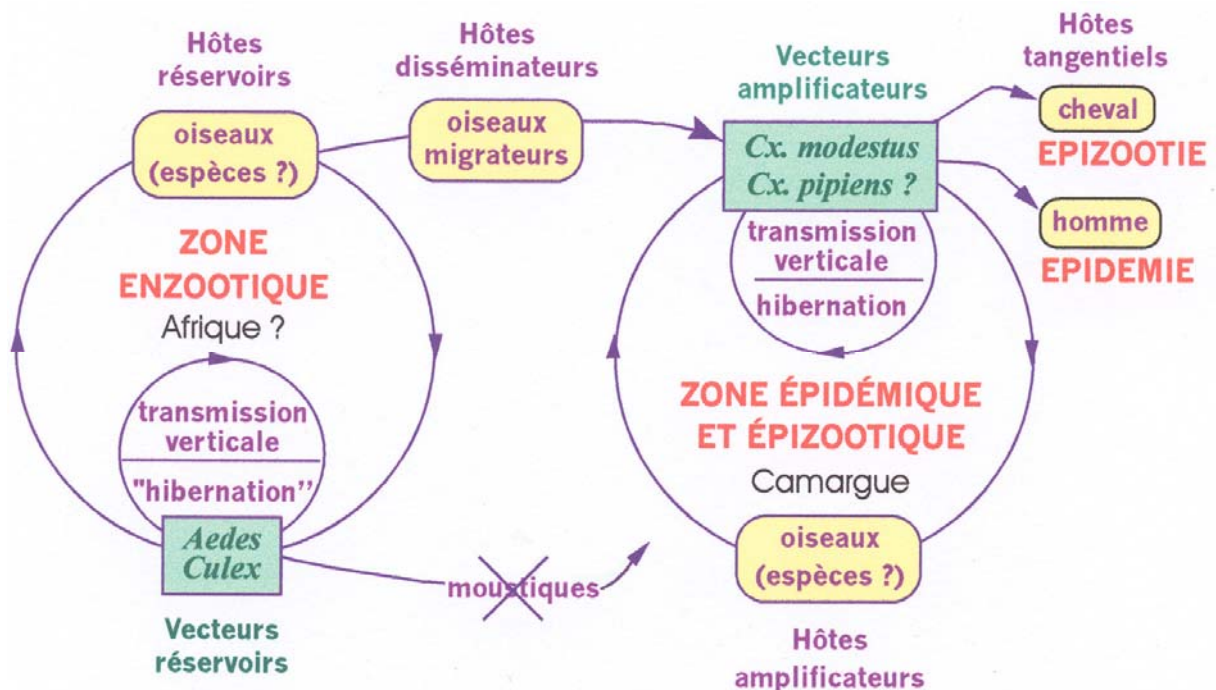 Hôtes
réservoirs
oiseaux
(espèces ?)
Hôtes
disséminateurs
oiseaux
migrateurs
Vecteurs
amplificateurs
Cx. modestus
Cx. pipiens ?
Hôtes
tangentiels
cheval
EPIZOOTIE
homme
EPIDEMIE
ZONE
ENZOOTIQUE
Afrique ?
transmission
verticale
"hibernation"
Aedes
Culex
Vecteurs
réservoirs
moustiques
transmission
verticale
hibernation
ZONE ÉPIDÉMIQUE
ET ÉPIZOOTIQUE
Camargue
oiseaux
(espèces ?)
Hôtes
amplificateurs